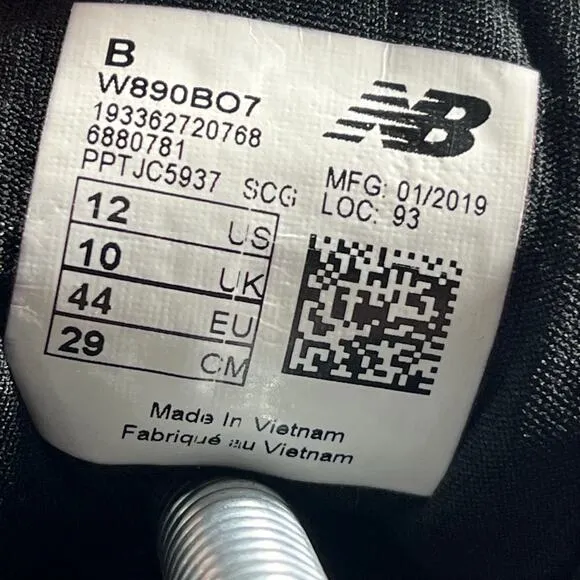 B
W890BO7
193362720768
6880781
PPTJC5937 SCG
NB
MFG: 01/2019
LOC: 93
12 US
10 UK
44 EU
29 CM
Made In Vietnam
Fabriqué au Vietnam